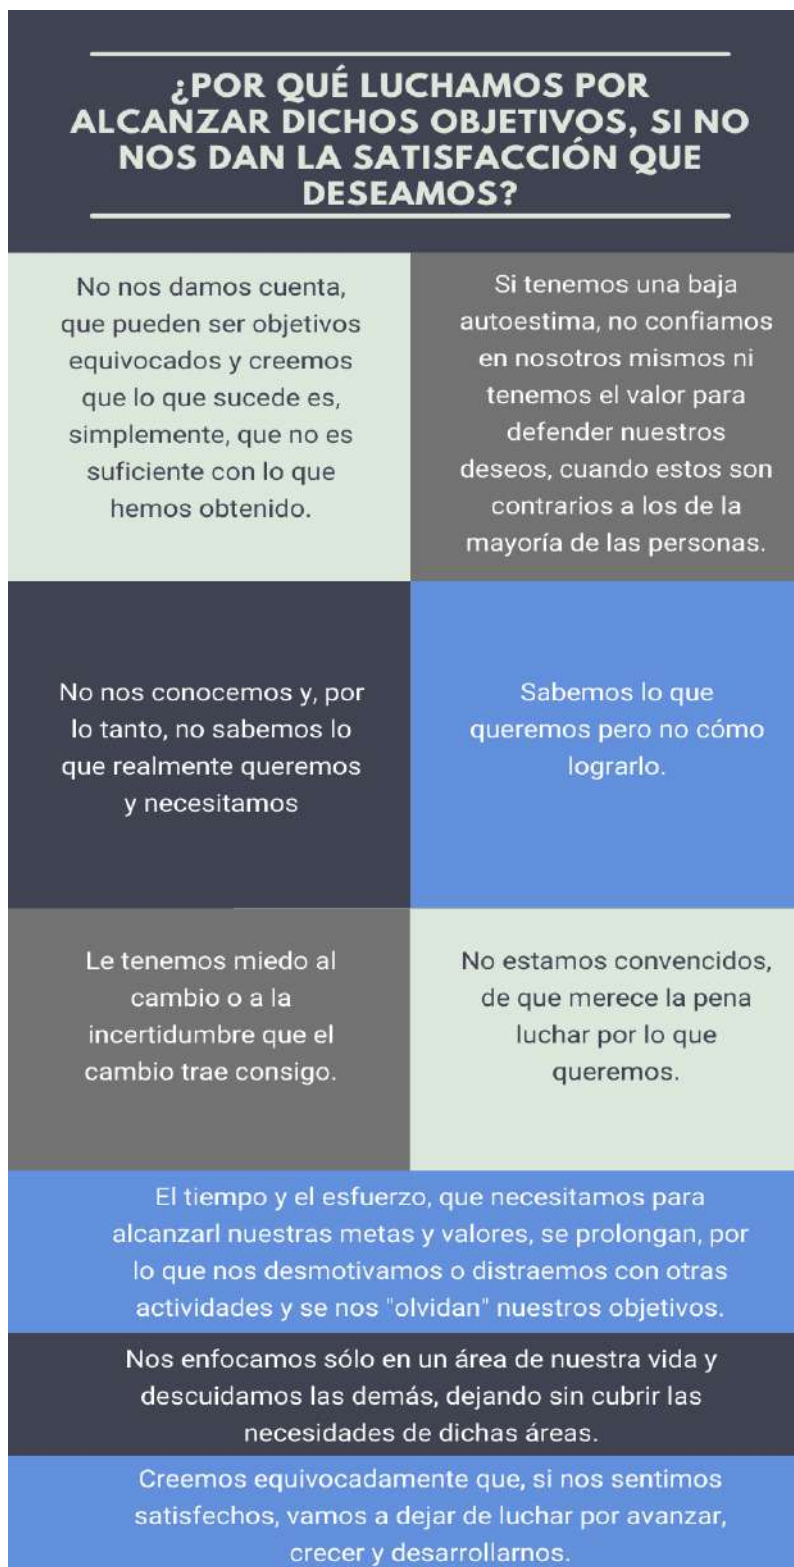 ¿POR QUÉ LUCHAMOS POR
ALCANZAR DICHOS OBJETIVOS, SI NO
NOS DAN LA SATISFACCIÓN QUE
DESEAMOS?
No nos damos cuenta,
que pueden ser objetivos
equivocados y creemos
que lo que sucede es,
simplemente, que no es
suficiente con lo que
hemos obtenido.
Si tenemos una baja
autoestima, no confiamos
en nosotros mismos ni
tenemos el valor para
defender nuestros
deseos, cuando estos son
contrarios a los de la
mayoría de las personas.
No nos conocemos y, por
lo tanto, no sabemos lo
que realmente queremos
y necesitamos
Sabemos lo que
queremos pero no cómo
lograrlo.
Le tenemos miedo al
cambio o a la
incertidumbre que el
cambio trae consigo.
No estamos convencidos,
de que merece la pena
luchar por lo que
queremos.
El tiempo y el esfuerzo, que necesitamos para
alcanzarl nuestras metas y valores, se prolongan, por
lo que nos desmotivamos o distraemos con otras
actividades y se nos "olvidan" nuestros objetivos.
Nos enfocamos sólo en un área de nuestra vida y
descuidamos las demás, dejando sin cubrir las
necesidades de dichas áreas.
Creemos equivocadamente que, si nos sentimos
satisfechos, vamos a dejar de luchar por avanzar,
crecer y desarrollarnos.